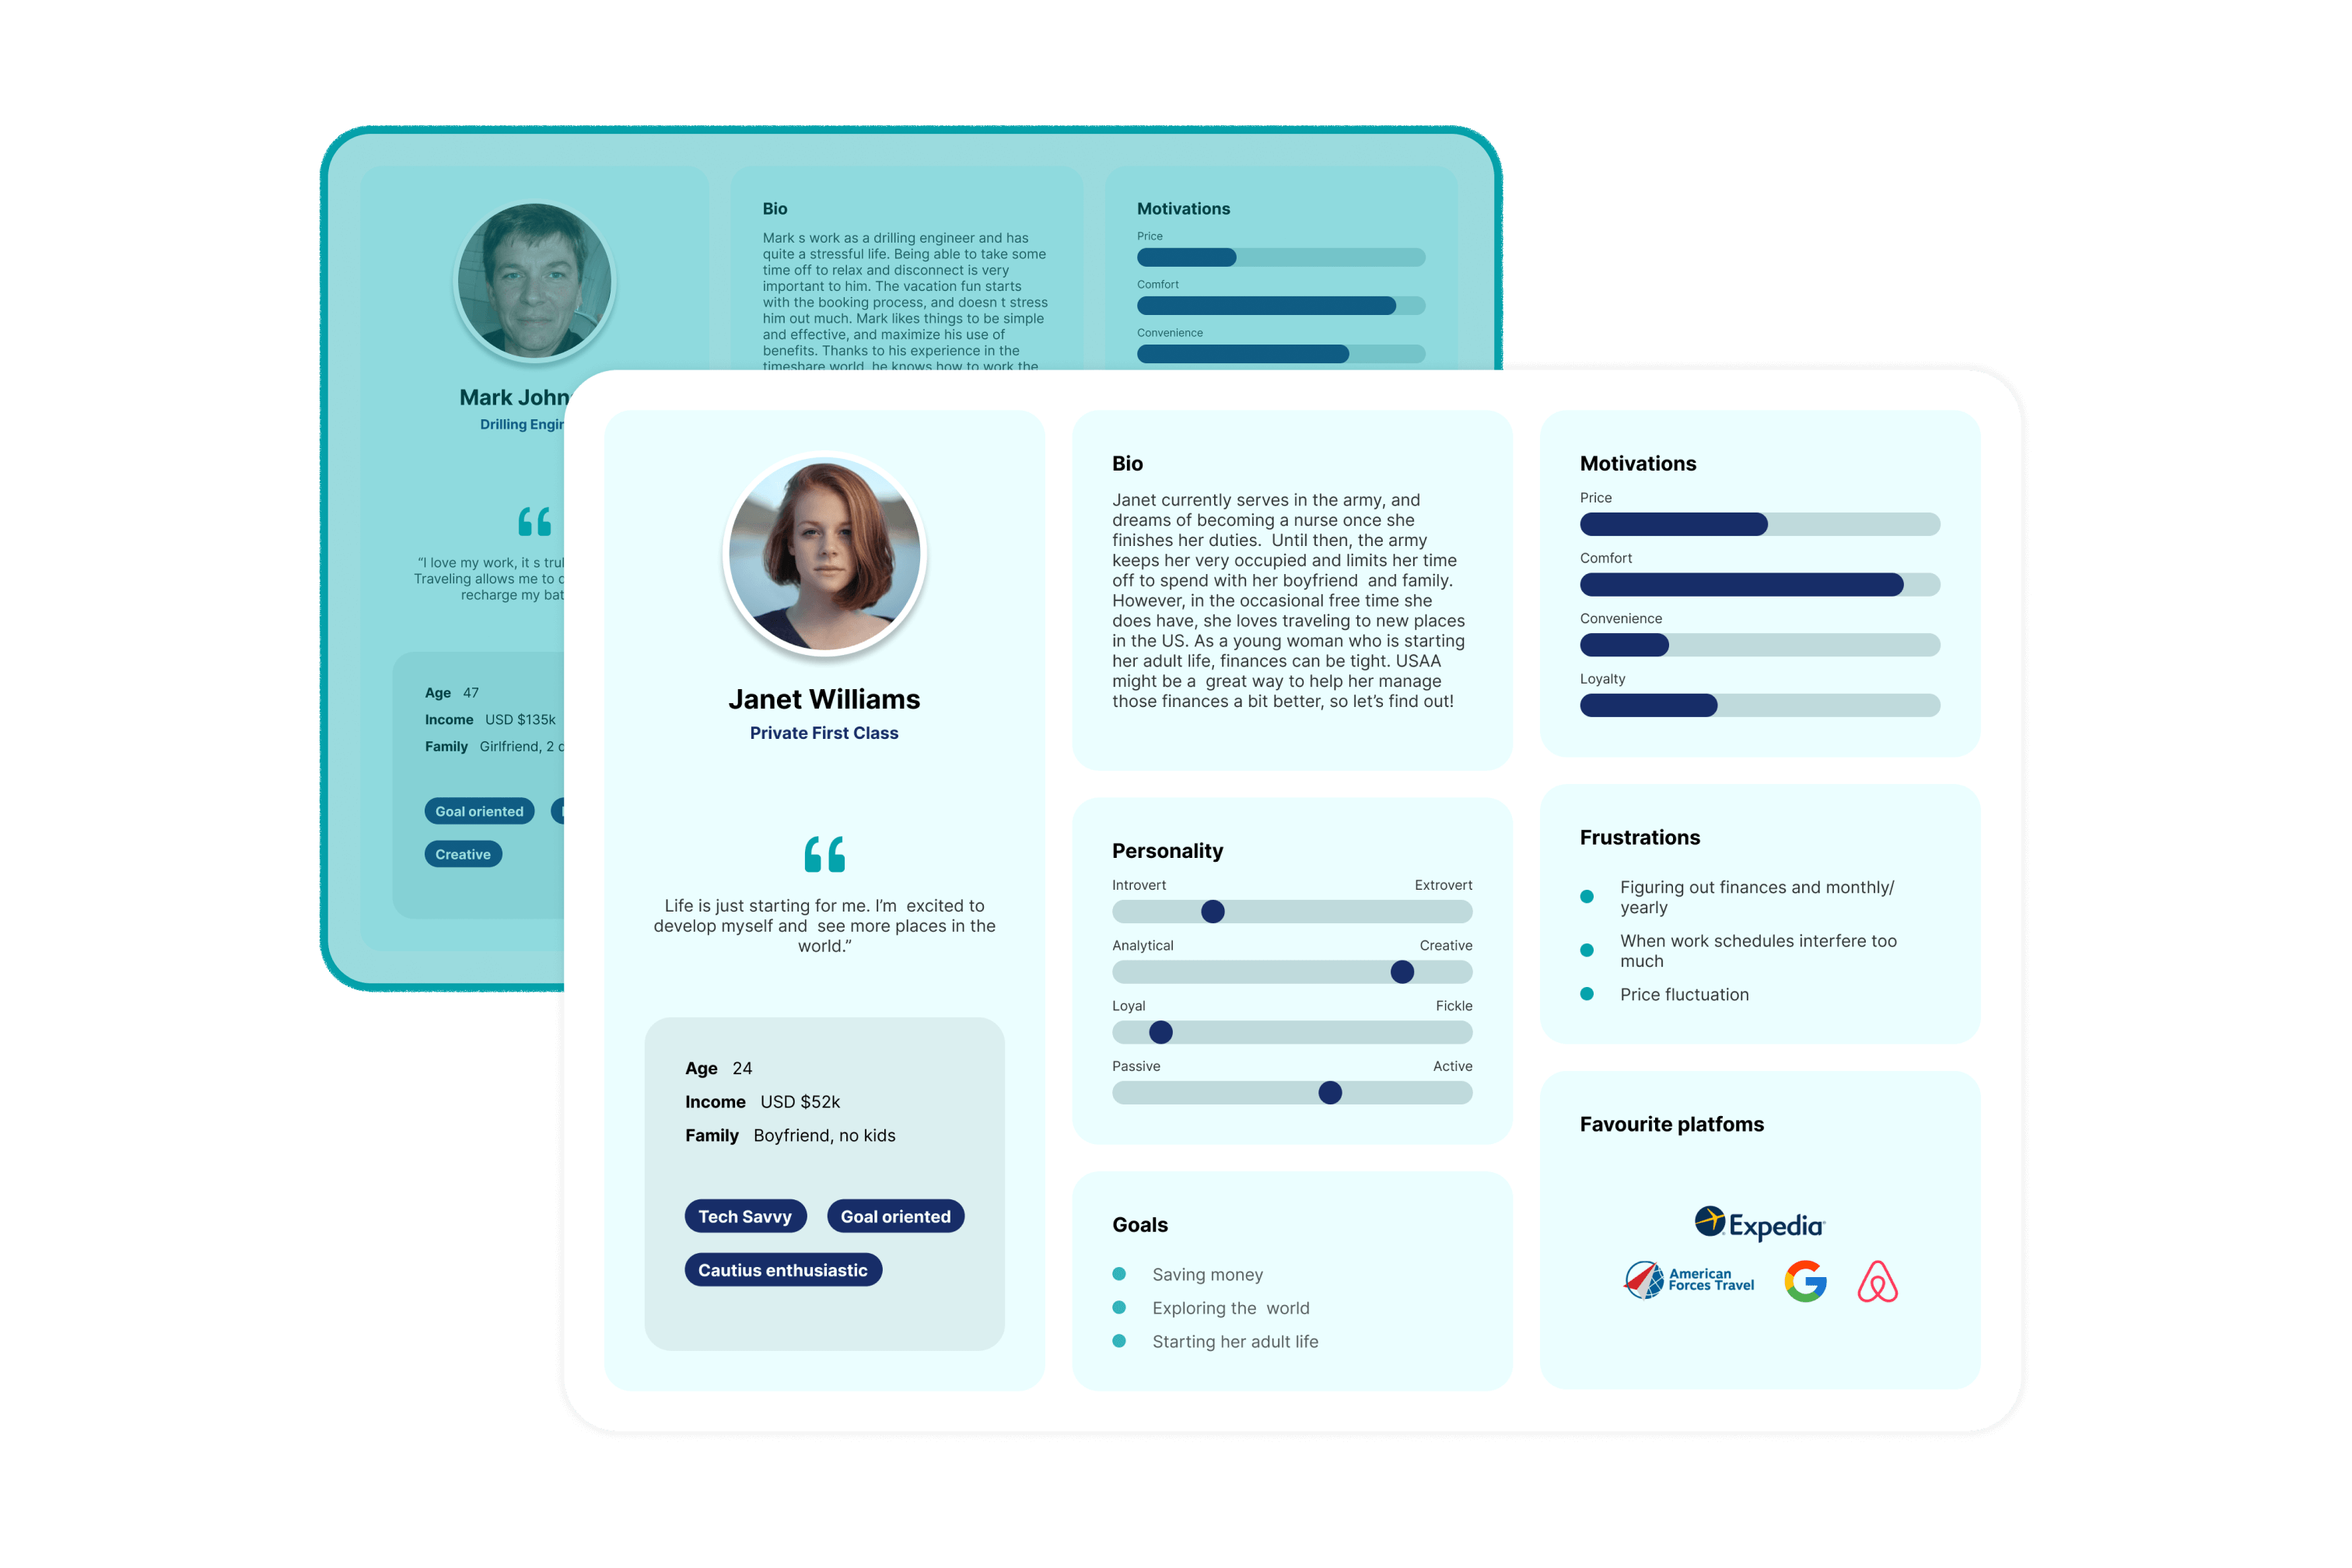 Mark John
Drilling Engin
“I love my work, it s trul
Traveling allows me to
recharge my bat
Age 47
Income USD $135k
Family Girlfriend, 2
Goal oriented
Creative
Bio
Mark s work as a drilling engineer and has
quite a stressful life. Being able to take some
time off to relax and disconnect is very
important to him. The vacation fun starts
with the booking process, and doesn t stress
him out much. Mark likes things to be simple
and effective, and maximize his use of
benefits. Thanks to his experience in the
timeshare world, he knows how to work the
Motivations
Price
Comfort
Convenience
Janet Williams
Private First Class
Life is just starting for me. I’m excited to
develop myself and see more places in the
world.”
Age 24
Income USD $52k
Family Boyfriend, no kids
Tech Savvy Goal oriented
Cautius enthusiastic
Bio
Janet currently serves in the army, and
dreams of becoming a nurse once she
finishes her duties. Until then, the army
keeps her very occupied and limits her time
off to spend with her boyfriend and family.
However, in the occasional free time she
does have, she loves traveling to new places
in the US. As a young woman who is starting
her adult life, finances can be tight. USAA
might be a great way to help her manage
those finances a bit better, so let’s find out!
Personality
Introvert Extrovert
Analytical Creative
Loyal Fickle
Passive Active
Goals
Saving money
Exploring the world
Starting her adult life
Motivations
Price
Comfort
Convenience
Loyalty
Frustrations
Figuring out finances and monthly/
yearly
When work schedules interfere too
much
Price fluctuation
Favourite platfoms
Expedia
American
Forces Travel